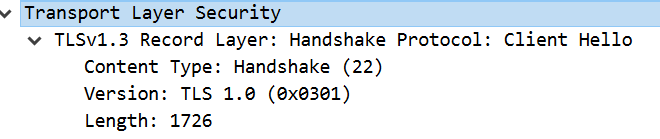 Transport Layer Security
TLSv1.3 Record Layer: Handshake Protocol: Client Hello
Content Type: Handshake (22)
Version: TLS 1.0 (0x0301)
Length: 1726